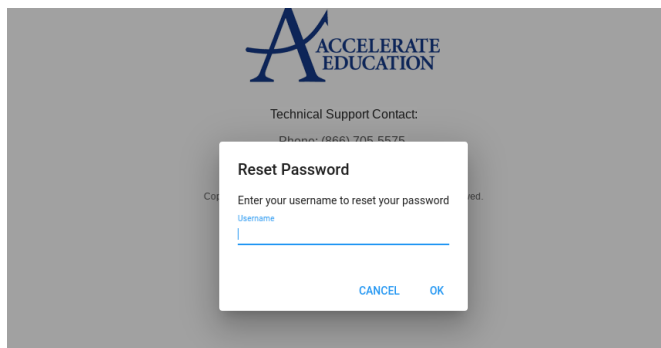 ACCELERATE
EDUCATION
Technical Support Contact:
Phone: (866) 705-5575
Reset Password
Enter your username to reset your password
Username
CANCEL OK